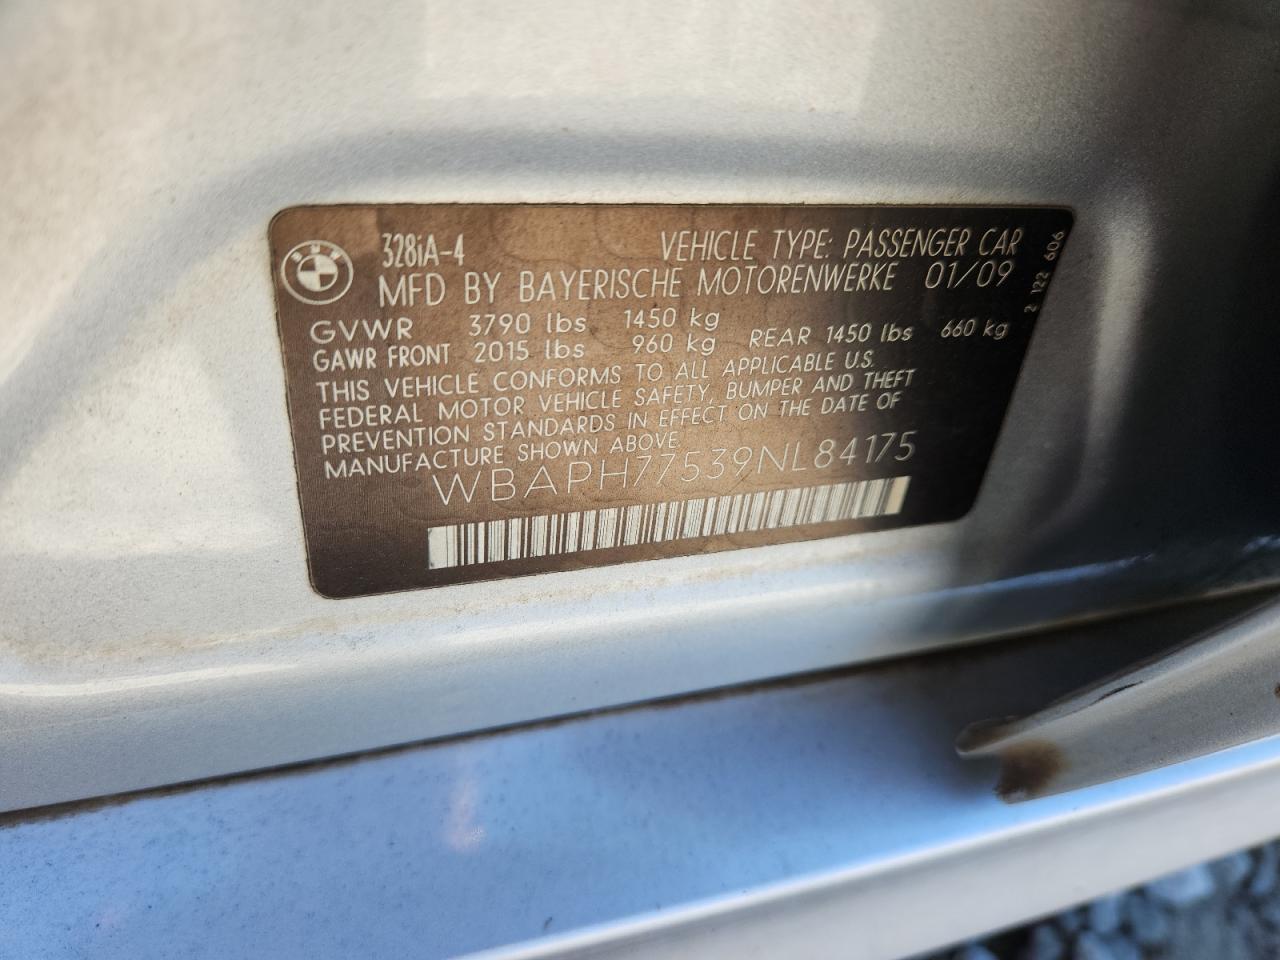 BMW
328iA-4 VEHICLE TYPE: PASSENGER CAR
MFD BY BAYERISCHE MOTORENWERKE 01/09
GVWR 3790 lbs 1450 kg
GAWR FRONT 2015 lbs 960 kg REAR 1450 lbs 660 kg
THIS VEHICLE CONFORMS TO ALL APPLICABLE U.S.
FEDERAL MOTOR VEHICLE SAFETY, BUMPER AND THEFT
PREVENTION STANDARDS IN EFFECT ON THE DATE OF
MANUFACTURE SHOWN ABOVE
WBAPH77539NL84175
2 122 606